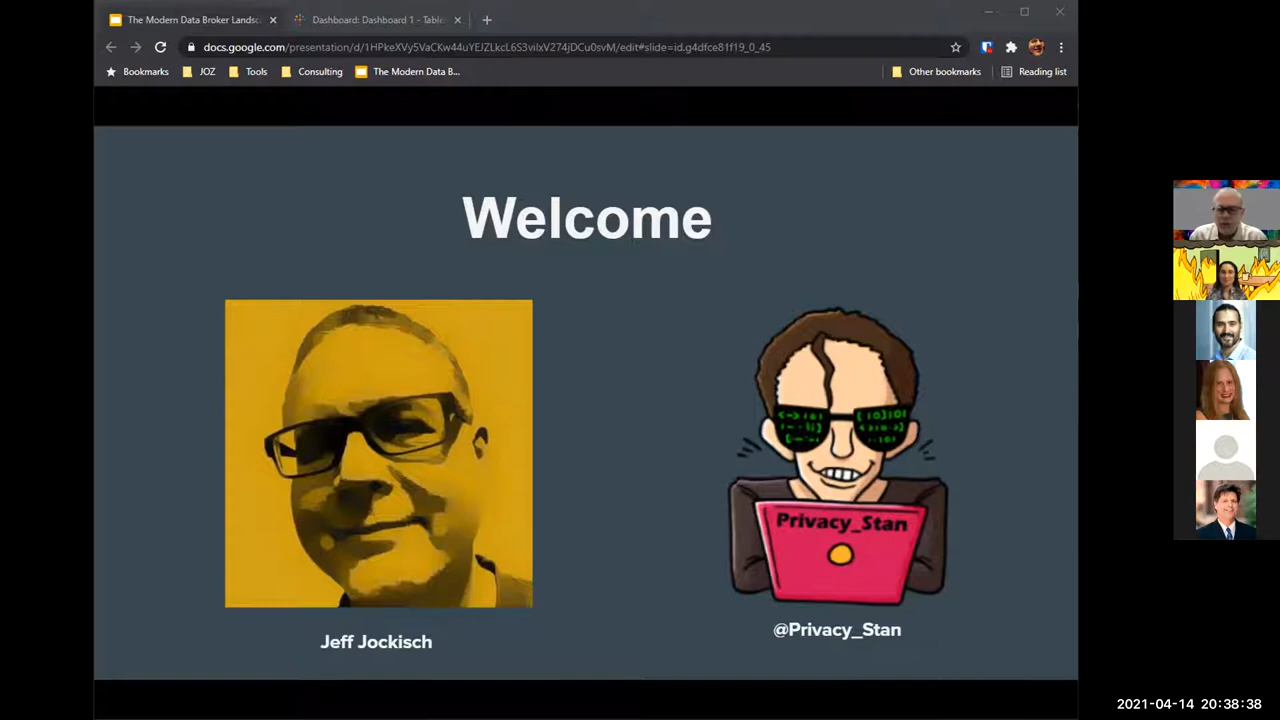 The Modern Data Broker Landsc
Dashboard: Dashboard 1 - Table
docs.google.com/presentation/d/1HPkeXVy5VaCKw44uYEJZLkcL6S3vilxV274jDCu0svM/edit#slide=id.g4dfce81f19_0_45
Bookmarks
JOZ
Tools
Consulting
The Modern Data B...
Other bookmarks
Reading list
Welcome
Privacy_Stan
Jeff Jockisch
@Privacy_Stan
2021-04-14 20:38:38